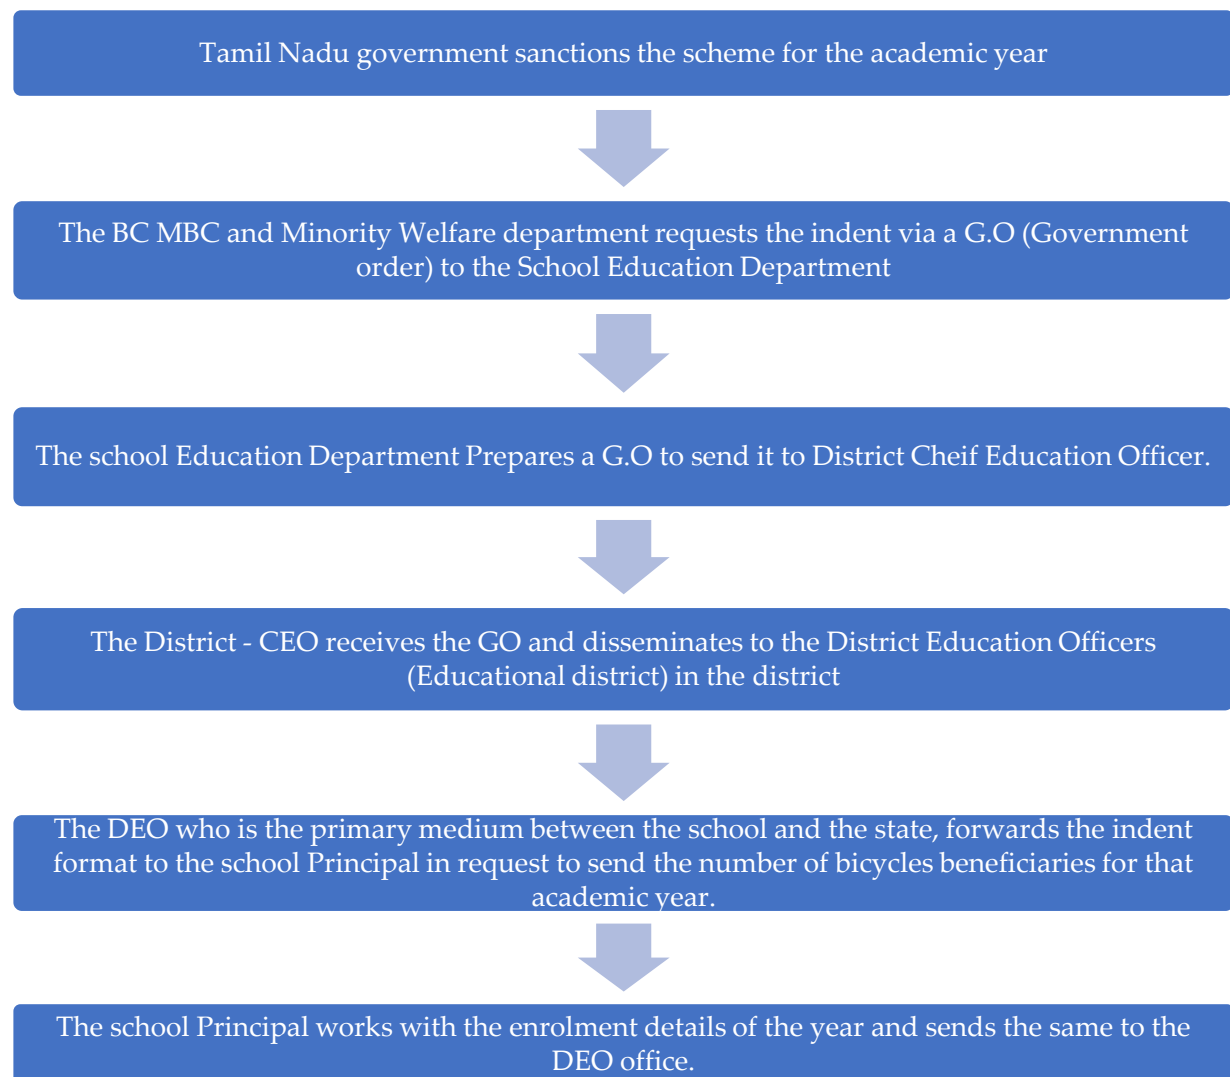 Tamil Nadu government sanctions the scheme for the academic year
The BC MBC and Minority Welfare department requests the indent via a G.O (Government
order) to the School Education Department
The school Education Department Prepares a G.O to send it to District Cheif Education Officer.
The District - CEO receives the GO and disseminates to the District Education Officers
(Educational district) in the district
The DEO who is the primary medium between the school and the state, forwards the indent
format to the school Principal in request to send the number of bicycles beneficiaries for that
academic year.
The school Principal works with the enrolment details of the year and sends the same to the
DEO office.